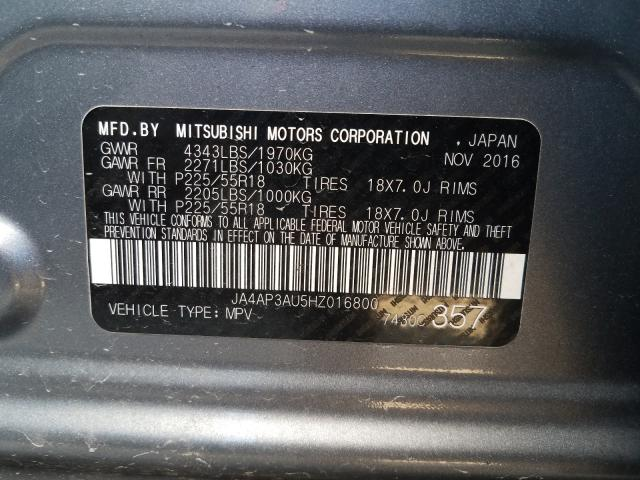 MFD.BY MITSUBISHI MOTORS CORPORATION , JAPAN
GVWR 4343LBS/1970KG NOV 2016
GAWR FR 2271LBS/1030KG
WITH P225/55R18 TIRES 18X7.0J RIMS
GAWR RR 2205LBS/1000KG
WITH P225/55R18 TIRES 18X7.0J RIMS
THIS VEHICLE CONFORMS TO ALL APPLICABLE FEDERAL MOTOR VEHICLE SAFETY AND THEFT
PREVENTION STANDARDS IN EFFECT ON THE DATE OF MANUFACTURE SHOWN ABOVE.
JA4AP3AU5HZ016800
VEHICLE TYPE: MPV 7430C 357